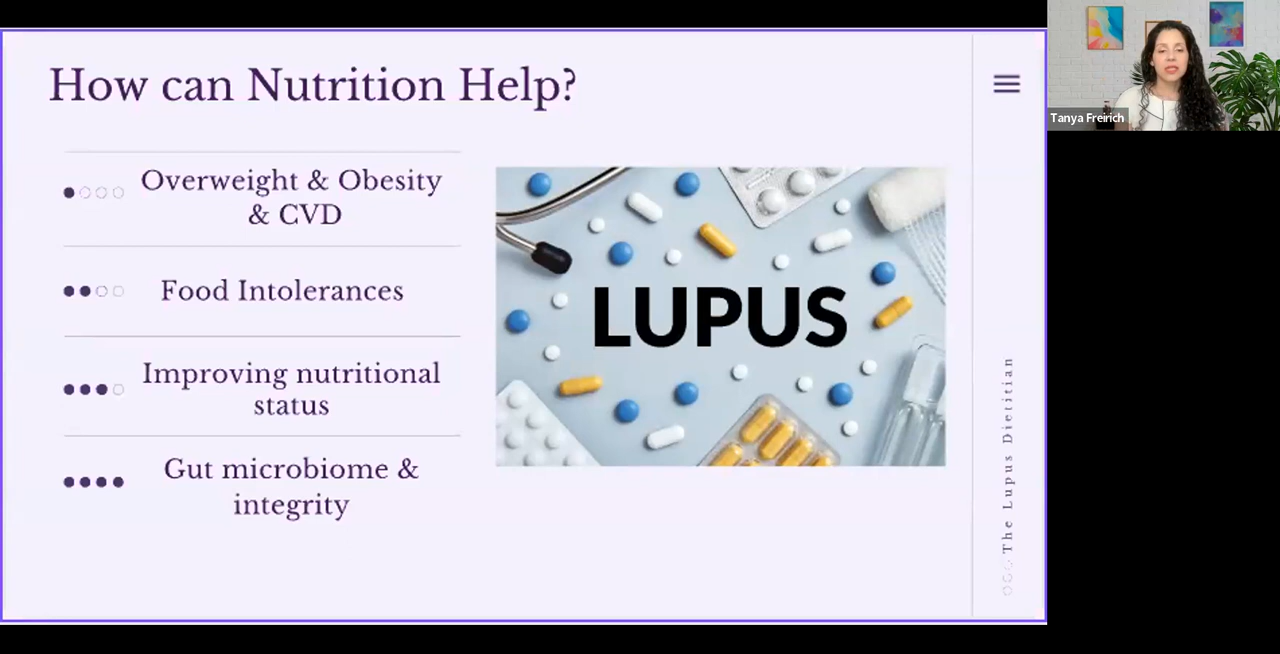 How can Nutrition Help?
Overweight & Obesity
& CVD
Food Intolerances
Improving nutritional
status
Gut microbiome &
integrity
LUPUS
The Lupus Dietitian
Tanya Freirich